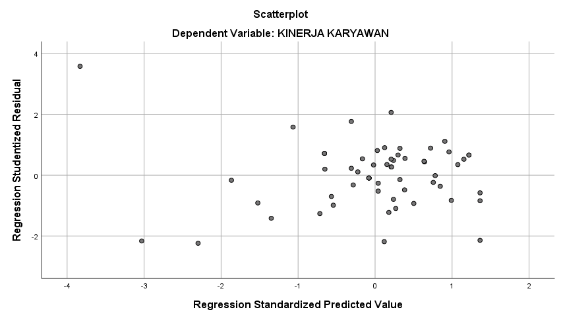 Scatterplot
Dependent Variable: KINERJA KARYAWAN
Regression Studentized Residual
4
2
0
-2
-4
-3
-2
-1
0
1
2
Regression Standardized Predicted Value